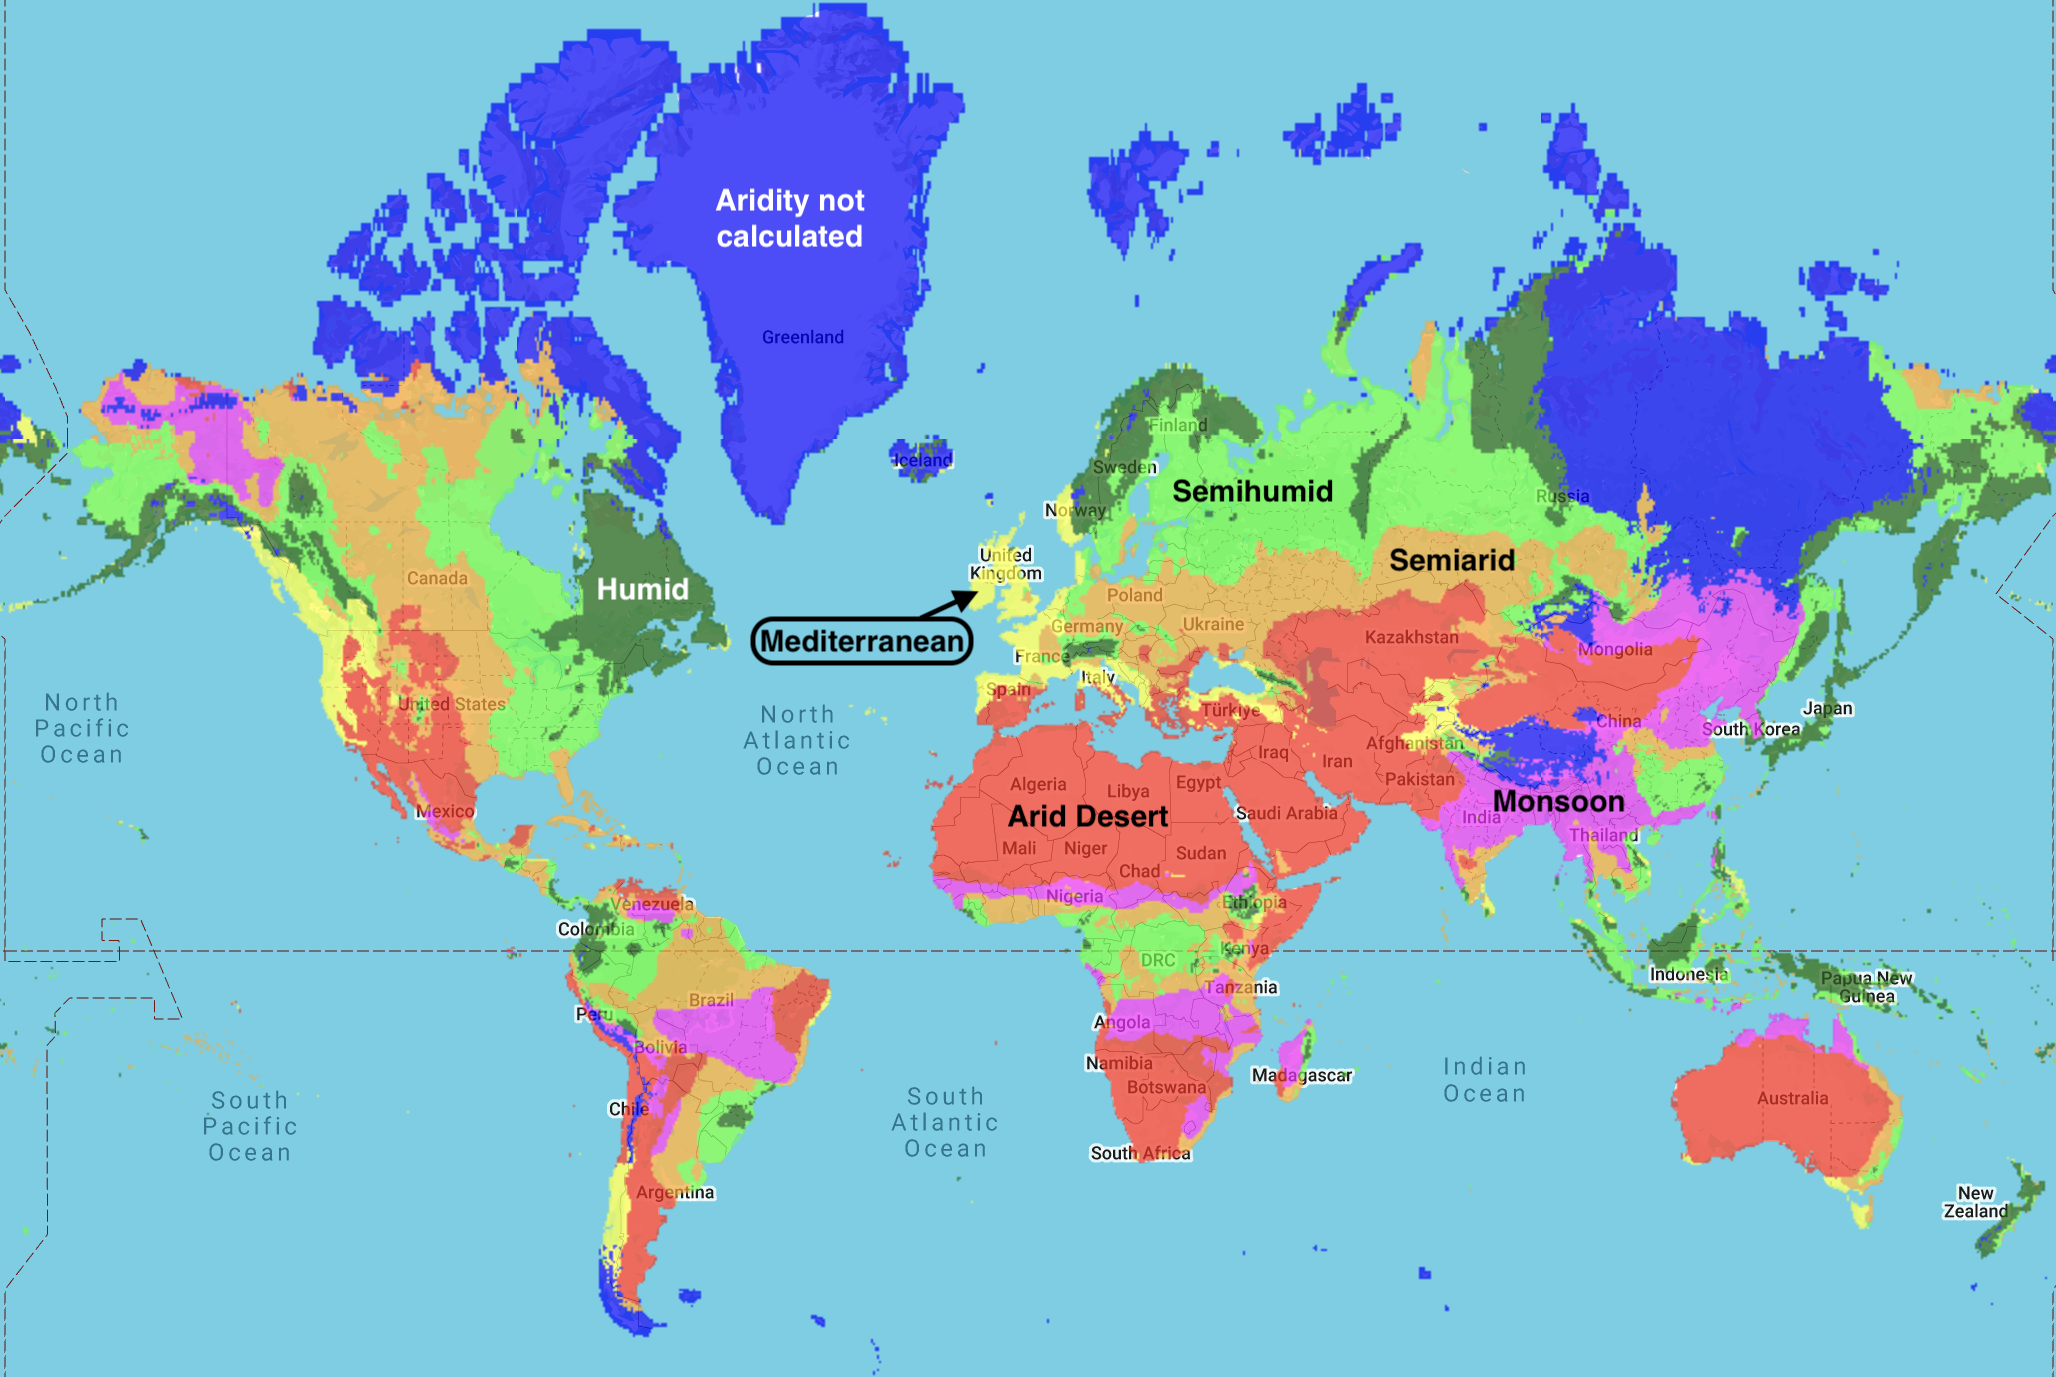 Aridity not
calculated
Greenland
Iceland
Finland
Sweden
Norway
Semihumid
Russia
United
Kingdom
Semiarid
Canada
Humid
Poland
Mediterranean
Germany
Ukraine
Kazakhstan
France
Mongolia
Italy
Spain
United States
Türkiye
North
Pacific
Ocean
North
Atlantic
Ocean
China
South Korea
Japan
Afghanistan
Iraq
Iran
Pakistan
Algeria
Libya
Egypt
Arid Desert
Saudi Arabia
Monsoon
India
Thailand
Mexico
Mali
Niger
Chad
Sudan
Nigeria
Ethiopia
Venezuela
Colombia
Kenya
DRC
Indonesia
Papua New
Guinea
Tanzania
Brazil
Peru
Angola
Bolivia
Namibia
Botswana
Madagascar
Indian
Ocean
Australia
Chile
South
Pacific
Ocean
South
Atlantic
Ocean
South Africa
Argentina
New
Zealand